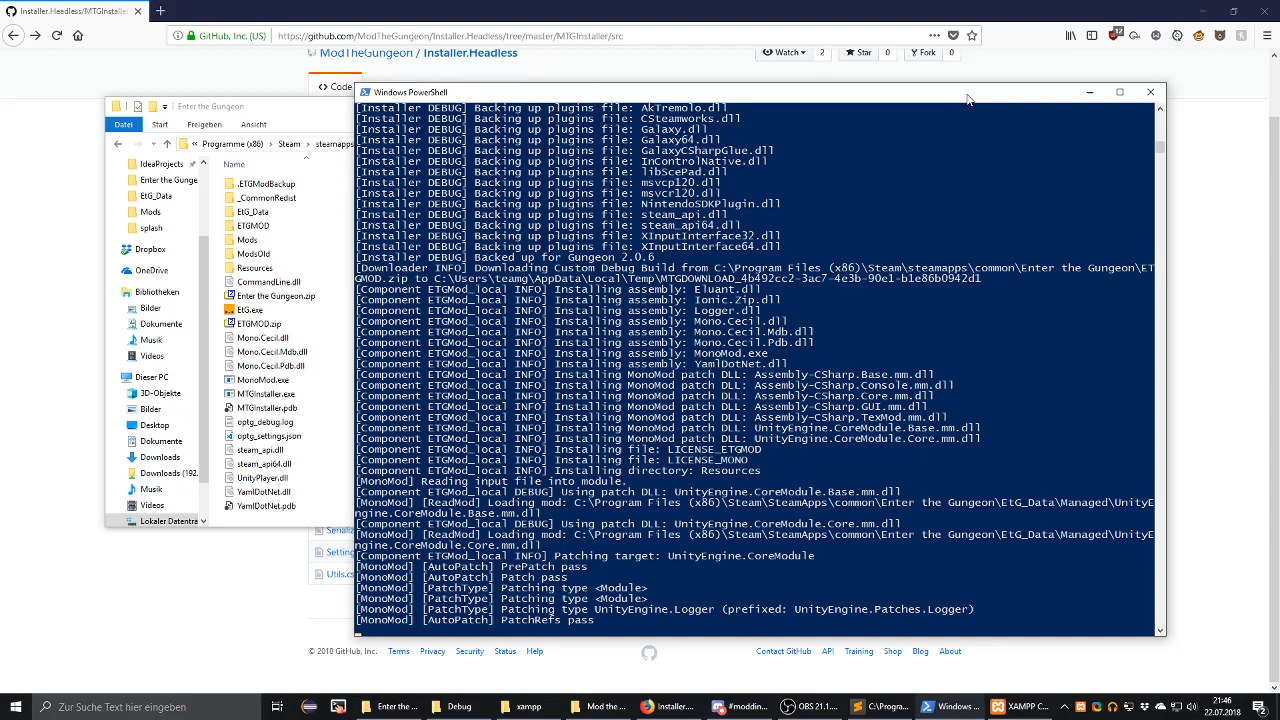 Installer.Headless/MTGInstaller
GitHub, Inc. (US)
https://github.com/ModTheGungeon/Installer.Headless/tree/master/MTGInstaller/src
12
ModTheGungeon / Installer.Headless
Watch 2
Star 0
Fork 0
Code
Enter the Gungeon
Datei Start Freigeben Ansicht
« Programme (x86) Steam steamapps
IdeaProjects
Enter the Gunge
EtG_Data
Mods
splash
Dropbox
OneDrive
Bibliotheken
Bilder
Dokumente
Musik
Videos
Dieser PC
3D-Objekte
Bilder
Desktop
Dokumente
Downloads
Downloads (192.
Musik
Videos
Lokaler Datentra
Name
.ETGModBackup
_CommonRedist
EtG_Data
ETGMOD
Mods
ModsOld
Resources
CommandLine.dll
Enter the Gungeon.zip
EtG.exe
ETGMOD.zip
Mono.Cecil.dll
Mono.Cecil.Mdb.dll
Mono.Cecil.Pdb.dll
MonoMod.exe
MTGInstaller.exe
MTGInstaller.pdb
optg_debug.log
optg_settings.json
steam_api.dll
steam_api64.dll
UnityPlayer.dll
YamlDotNet.dll
YamlDotNet.pdb
Windows PowerShell
[Installer DEBUG] Backing up plugins file: AkTremolo.dll
[Installer DEBUG] Backing up plugins file: CSteamworks.dll
[Installer DEBUG] Backing up plugins file: Galaxy.dll
[Installer DEBUG] Backing up plugins file: Galaxy64.dll
[Installer DEBUG] Backing up plugins file: GalaxyCSharpGlue.dll
[Installer DEBUG] Backing up plugins file: InControlNative.dll
[Installer DEBUG] Backing up plugins file: libScePad.dll
[Installer DEBUG] Backing up plugins file: msvcp120.dll
[Installer DEBUG] Backing up plugins file: msvcr120.dll
[Installer DEBUG] Backing up plugins file: NintendoSDKPlugin.dll
[Installer DEBUG] Backing up plugins file: steam_api.dll
[Installer DEBUG] Backing up plugins file: steam_api64.dll
[Installer DEBUG] Backing up plugins file: XInputInterface32.dll
[Installer DEBUG] Backing up plugins file: XInputInterface64.dll
[Installer DEBUG] Backed up for Gungeon 2.0.6
[Downloader INFO] Downloading Custom Debug Build from C:\Program Files (x86)\Steam\steamapps\common\Enter the Gungeon\ET
GMOD.zip to C:\Users\teamg\AppData\Local\Temp\MTGDOWNLOAD_4b492cc2-3ac7-4e3b-90e1-b1e86b0942d1
[Component ETGMod_local INFO] Installing assembly: Eluant.dll
[Component ETGMod_local INFO] Installing assembly: Ionic.Zip.dll
[Component ETGMod_local INFO] Installing assembly: Logger.dll
[Component ETGMod_local INFO] Installing assembly: Mono.Cecil.dll
[Component ETGMod_local INFO] Installing assembly: Mono.Cecil.Mdb.dll
[Component ETGMod_local INFO] Installing assembly: Mono.Cecil.Pdb.dll
[Component ETGMod_local INFO] Installing assembly: MonoMod.exe
[Component ETGMod_local INFO] Installing assembly: YamlDotNet.dll
[Component ETGMod_local INFO] Installing MonoMod patch DLL: Assembly-CSharp.Base.mm.dll
[Component ETGMod_local INFO] Installing MonoMod patch DLL: Assembly-CSharp.Console.mm.dll
[Component ETGMod_local INFO] Installing MonoMod patch DLL: Assembly-CSharp.Core.mm.dll
[Component ETGMod_local INFO] Installing MonoMod patch DLL: Assembly-CSharp.GUI.mm.dll
[Component ETGMod_local INFO] Installing MonoMod patch DLL: Assembly-CSharp.TexMod.mm.dll
[Component ETGMod_local INFO] Installing MonoMod patch DLL: UnityEngine.CoreModule.Base.mm.dll
[Component ETGMod_local INFO] Installing MonoMod patch DLL: UnityEngine.CoreModule.Core.mm.dll
[Component ETGMod_local INFO] Installing file: LICENSE_ETGMOD
[Component ETGMod_local INFO] Installing file: LICENSE_MONO
[Component ETGMod_local INFO] Installing directory: Resources
[MonoMod] Reading input file into module.
[Component ETGMod_local DEBUG] Using patch DLL: UnityEngine.CoreModule.Base.mm.dll
[MonoMod] [ReadMod] Loading mod: C:\Program Files (x86)\Steam\SteamApps\common\Enter the Gungeon\EtG_Data\Managed\UnityE
ngine.CoreModule.Base.mm.dll
[Component ETGMod_local DEBUG] Using patch DLL: UnityEngine.CoreModule.Core.mm.dll
[MonoMod] [ReadMod] Loading mod: C:\Program Files (x86)\Steam\SteamApps\common\Enter the Gungeon\EtG_Data\Managed\UnityE
ngine.CoreModule.Core.mm.dll
[Component ETGMod_local INFO] Patching target: UnityEngine.CoreModule
[MonoMod] [AutoPatch] PrePatch pass
[MonoMod] [AutoPatch] Patch pass
[MonoMod] [PatchType] Patching type <Module>
[MonoMod] [PatchType] Patching type <Module>
[MonoMod] [PatchType] Patching type UnityEngine.Logger (prefixed: UnityEngine.Patches.Logger)
[MonoMod] [AutoPatch] PatchRefs pass
Serializ
Setting
Utils.cs
© 2018 GitHub, Inc. Terms Privacy Security Status Help
Contact GitHub API Training Shop Blog About
Zur Suche Text hier eingeben
Enter the ...
Debug
xampp
Mod the ...
Installer....
#moddin...
OBS 21.1...
C:\Progra...
Windows ...
XAMPP C...
21:46
22.07.2018
2